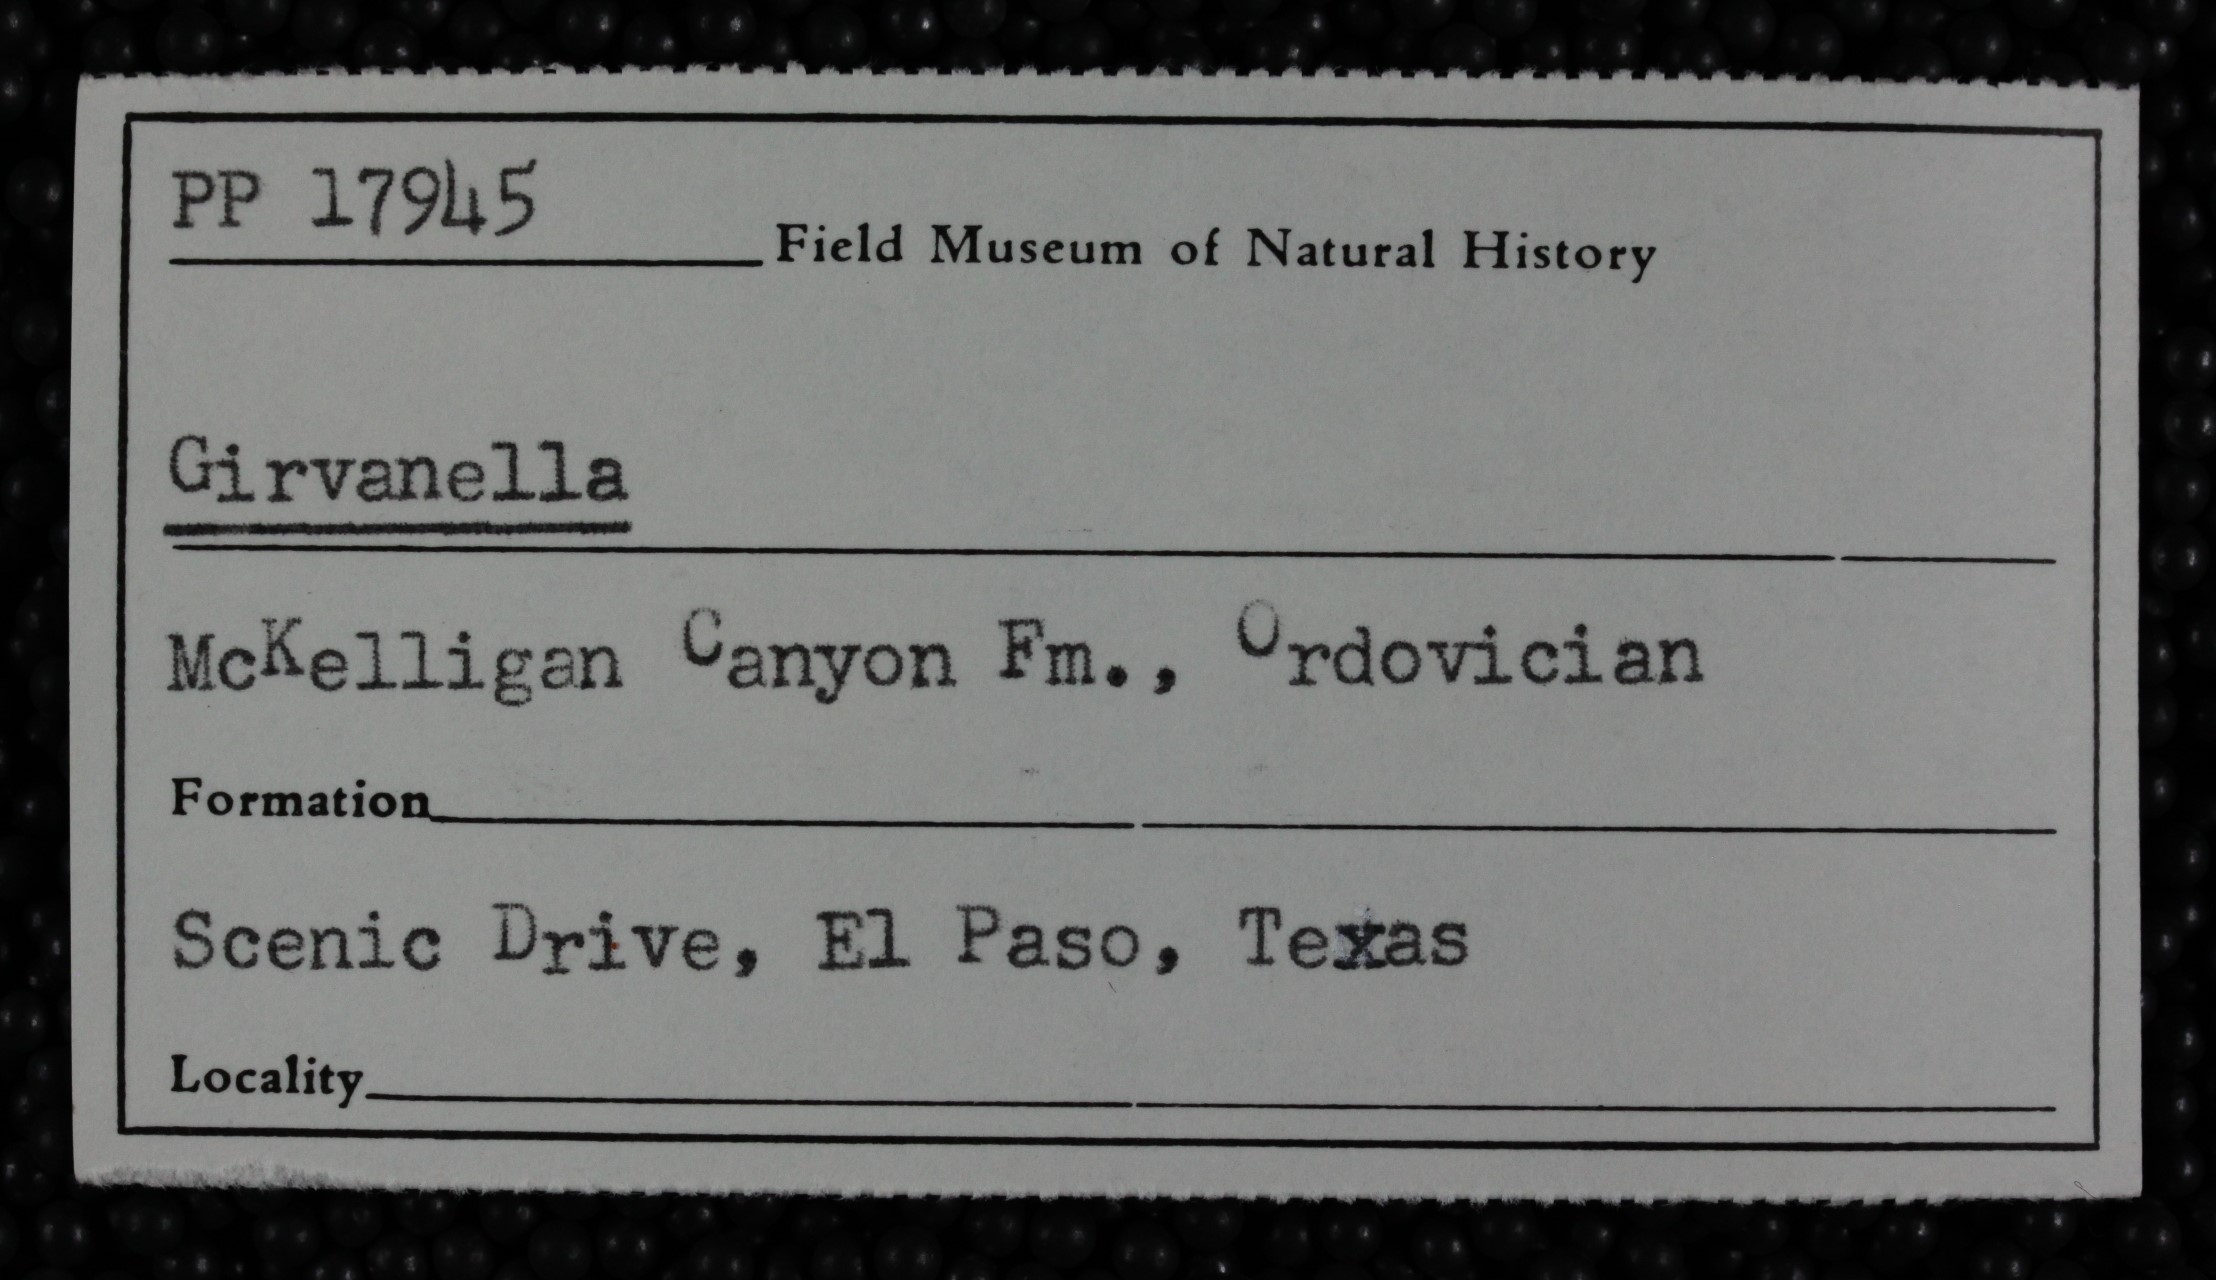 PP 17945 Field Museum of Natural History
Girvanella
McKelligan Canyon Fm., Ordovician
Formation
Scenic Drive, El Paso, Texas
Locality